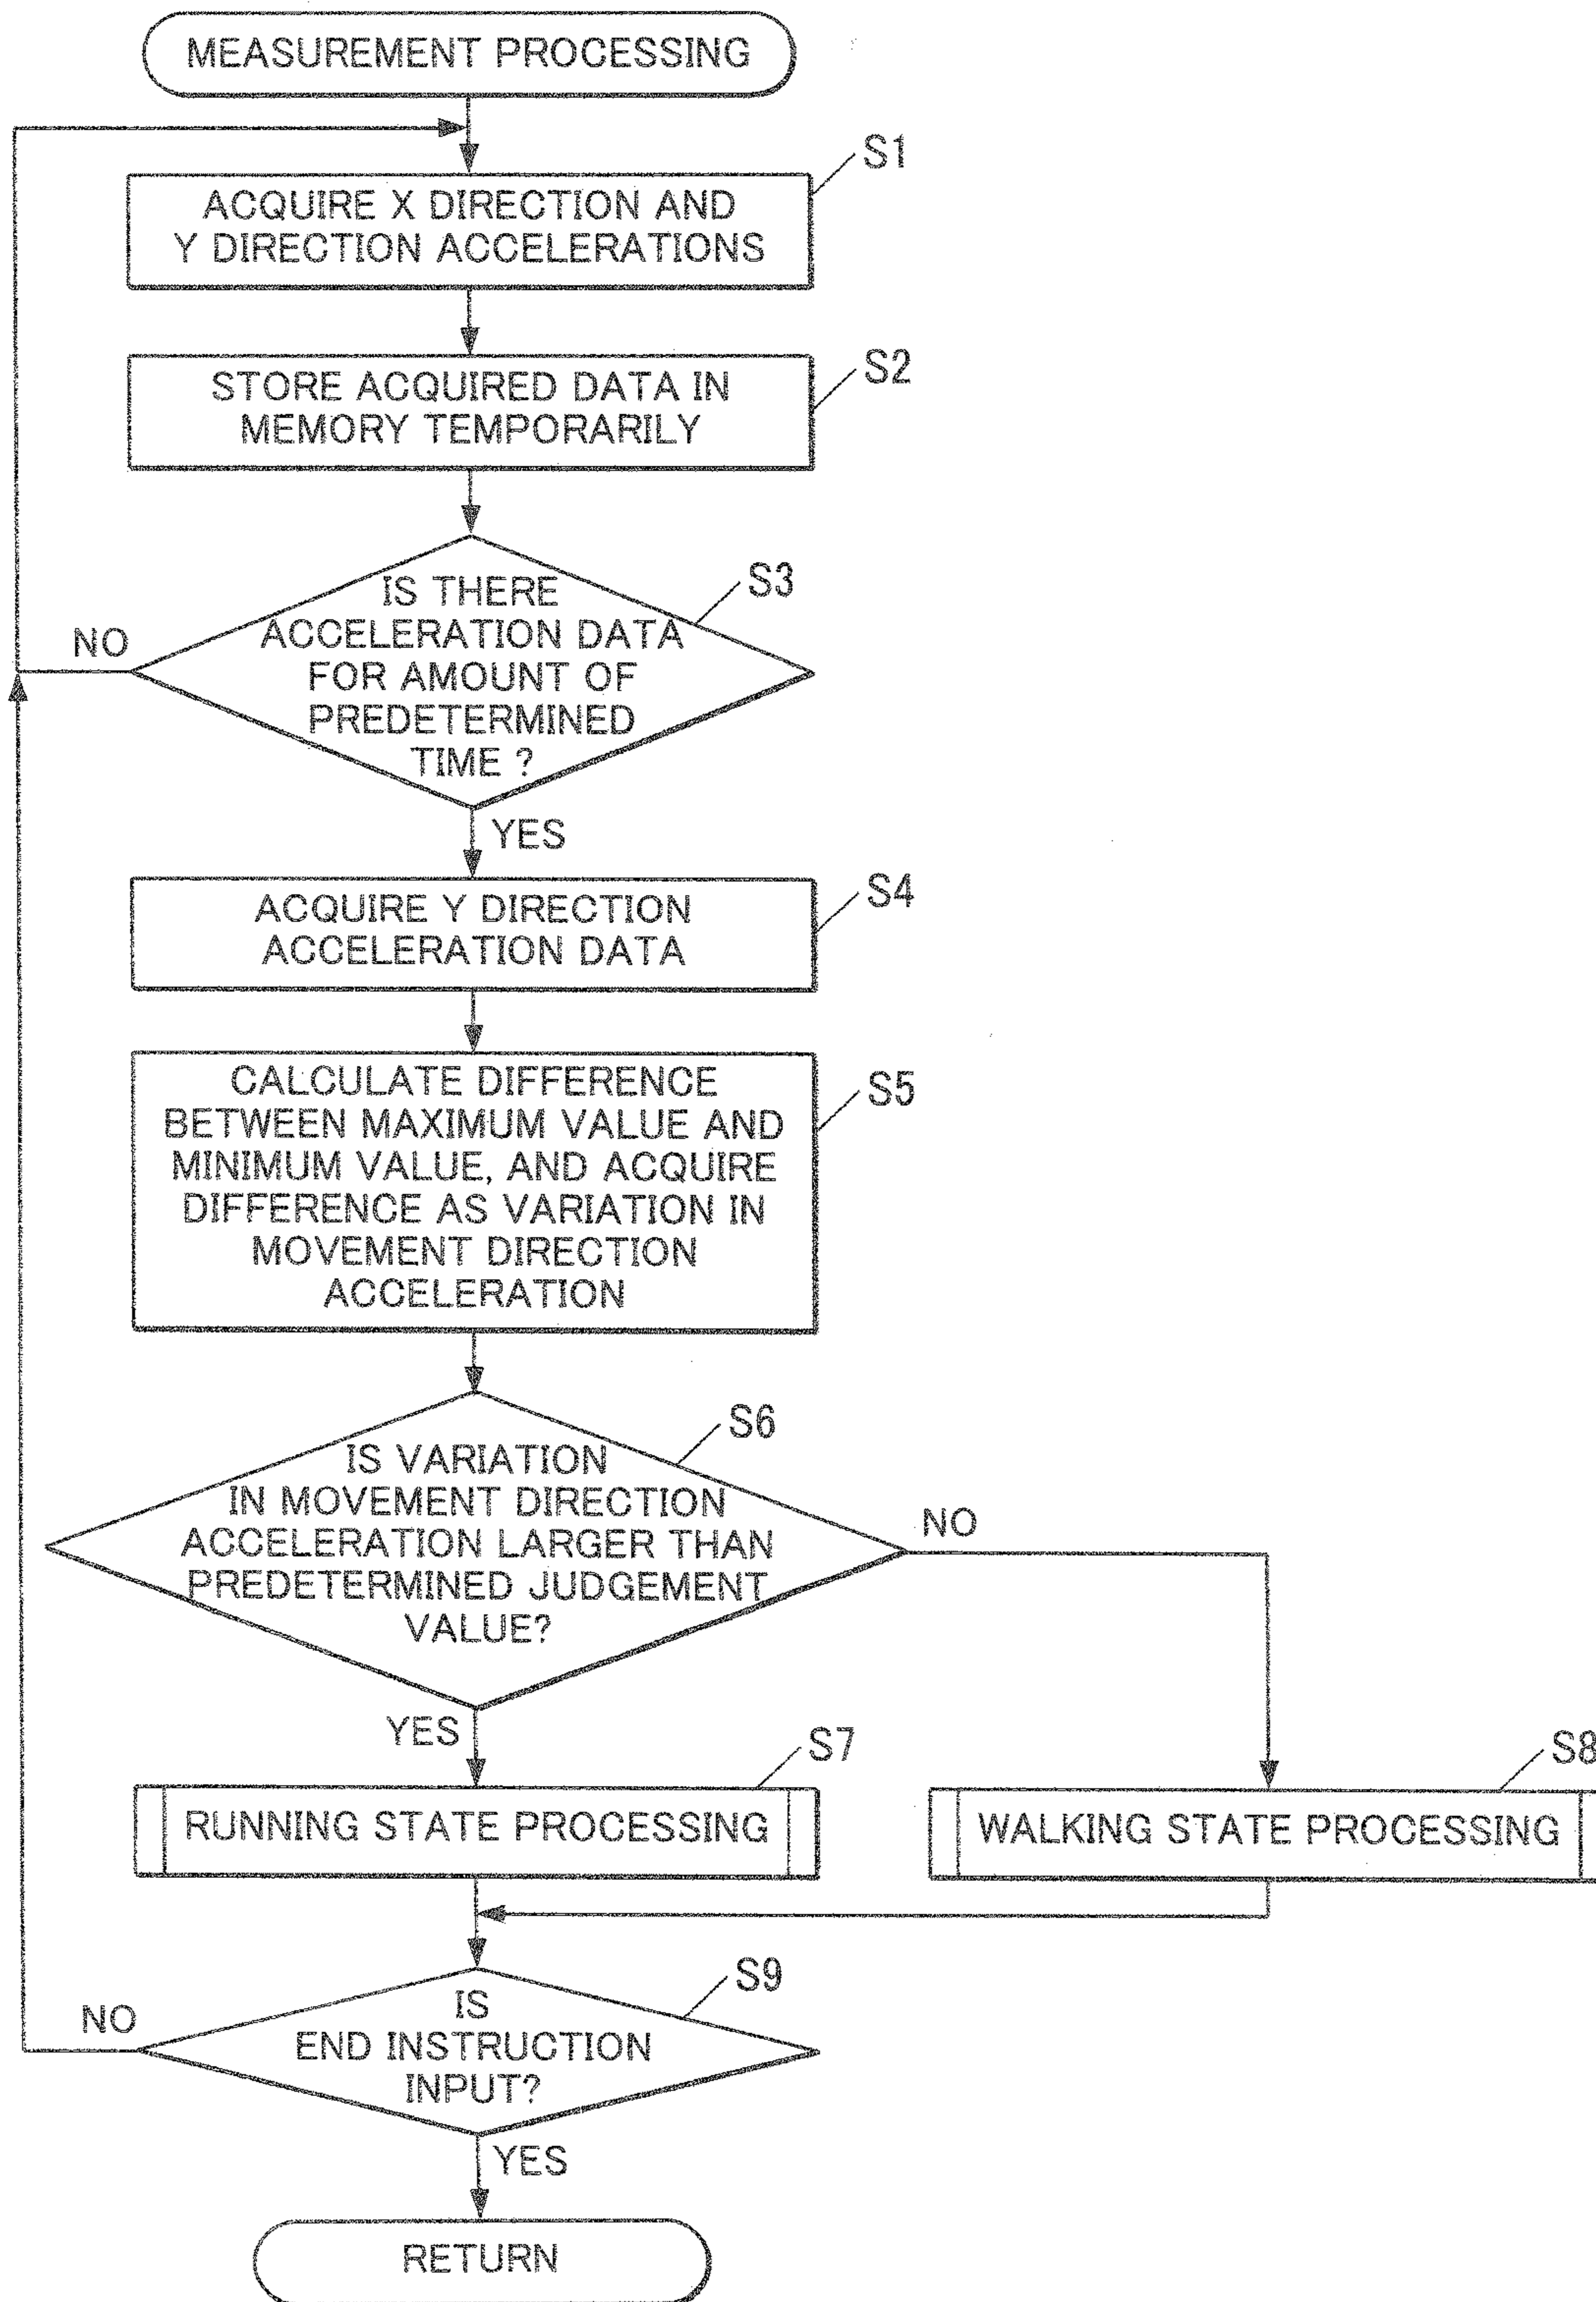 MEASUREMENT PROCESSING
S1
ACQUIRE X DIRECTION AND
Y DIRECTION ACCELERATIONS
S2
STORE ACQUIRED DATA IN
MEMORY TEMPORARILY
S3
IS THERE
ACCELERATION DATA
FOR AMOUNT OF
PREDETERMINED
TIME ?
NO
YES
S4
ACQUIRE Y DIRECTION
ACCELERATION DATA
S5
CALCULATE DIFFERENCE
BETWEEN MAXIMUM VALUE AND
MINIMUM VALUE, AND ACQUIRE
DIFFERENCE AS VARIATION IN
MOVEMENT DIRECTION
ACCELERATION
S6
IS VARIATION
IN MOVEMENT DIRECTION
ACCELERATION LARGER THAN
PREDETERMINED JUDGEMENT
VALUE?
NO
YES
S7
RUNNING STATE PROCESSING
S8
WALKING STATE PROCESSING
S9
IS
END INSTRUCTION
INPUT?
NO
YES
RETURN